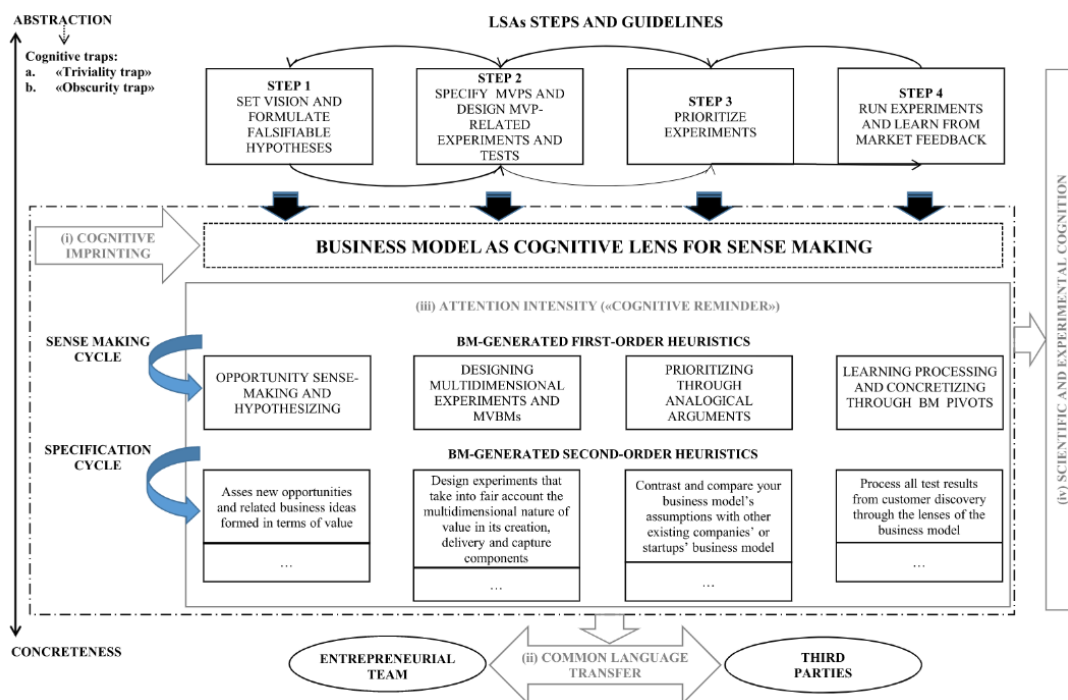 ABSTRACTION
LSAs STEPS AND GUIDELINES
Cognitive traps:
a. «Triviality trap»
b. «Obscurity trap»
STEP 1
SET VISION AND
FORMULATE
FALSIFIABLE
HYPOTHESES
STEP 2
SPECIFY MVPS AND
DESIGN MVP-
RELATED
EXPERIMENTS AND
TESTS
STEP 3
PRIORITIZE
EXPERIMENTS
STEP 4
RUN EXPERIMENTS
AND LEARN FROM
MARKET FEEDBACK
(i) COGNITIVE
IMPRINTING
BUSINESS MODEL AS COGNITIVE LENS FOR SENSE MAKING
(iii) ATTENTION INTENSITY («COGNITIVE REMINDER»)
SENSE MAKING
CYCLE
BM-GENERATED FIRST-ORDER HEURISTICS
OPPORTUNITY SENSE-
MAKING AND
HYPOTHESIZING
DESIGNING
MULTIDIMENSIONAL
EXPERIMENTS AND
MVBMs
PRIORITIZING
THROUGH
ANALOGICAL
ARGUMENTS
LEARNING PROCESSING
AND CONCRETIZING
THROUGH BM PIVOTS
SPECIFICATION
CYCLE
BM-GENERATED SECOND-ORDER HEURISTICS
Asses new opportunities
and related business ideas
formed in terms of value
…
Design experiments that
take into fair account the
multidimensional nature of
value in its creation,
delivery and capture
components
…
Contrast and compare your
business model's
assumptions with other
existing companies' or
startups' business model
…
Process all test results
from customer discovery
through the lenses of the
business model
…
(iv) SCIENTIFIC AND EXPERIMENTAL COGNITION
CONCRETENESS
ENTREPRENEURIAL
TEAM
(ii) COMMON LANGUAGE
TRANSFER
THIRD
PARTIES